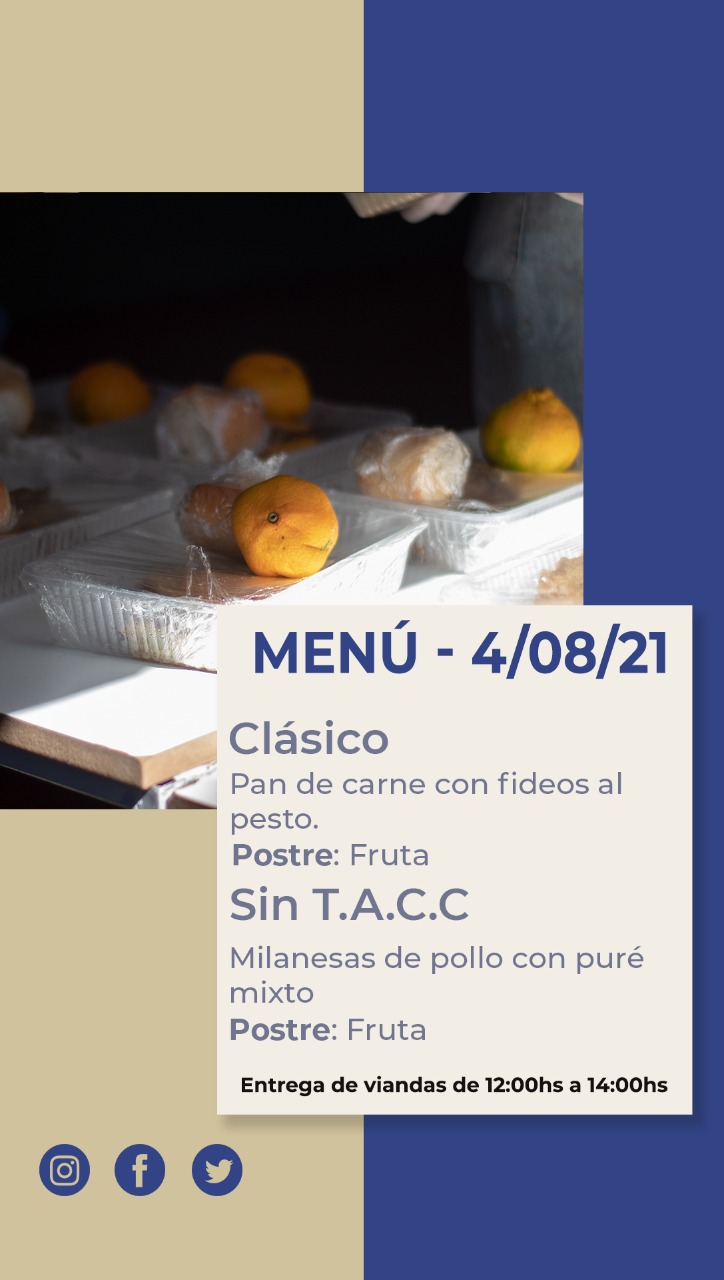 MENÚ - 4/08/21
Clásico
Pan de carne con fideos al
pesto.
Postre: Fruta
Sin T.A.C.C
Milanesas de pollo con puré
mixto
Postre: Fruta
Entrega de viandas de 12:00hs a 14:00hs